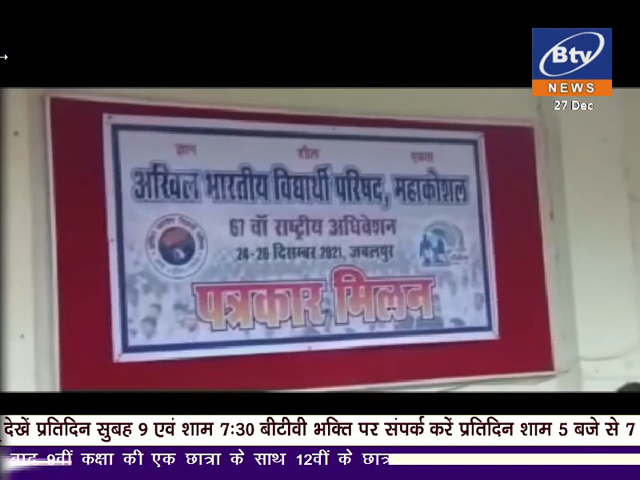 Btv
NEWS
27 Dec
ज्ञान शील एकता
अखिल भारतीय विद्यार्थी परिषद, महाकोशल
67 वाँ राष्ट्रीय अधिवेशन
24-26 दिसम्बर 2021, जबलपुर
पत्रकार मिलन
देखें प्रतिदिन सुबह 9 एवं शाम 7:30 बीटीवी भक्ति पर संपर्क करें प्रतिदिन शाम 5 बजे से 7
बाद 9वीं कक्षा की एक छात्रा के साथ 12वीं के छात्र